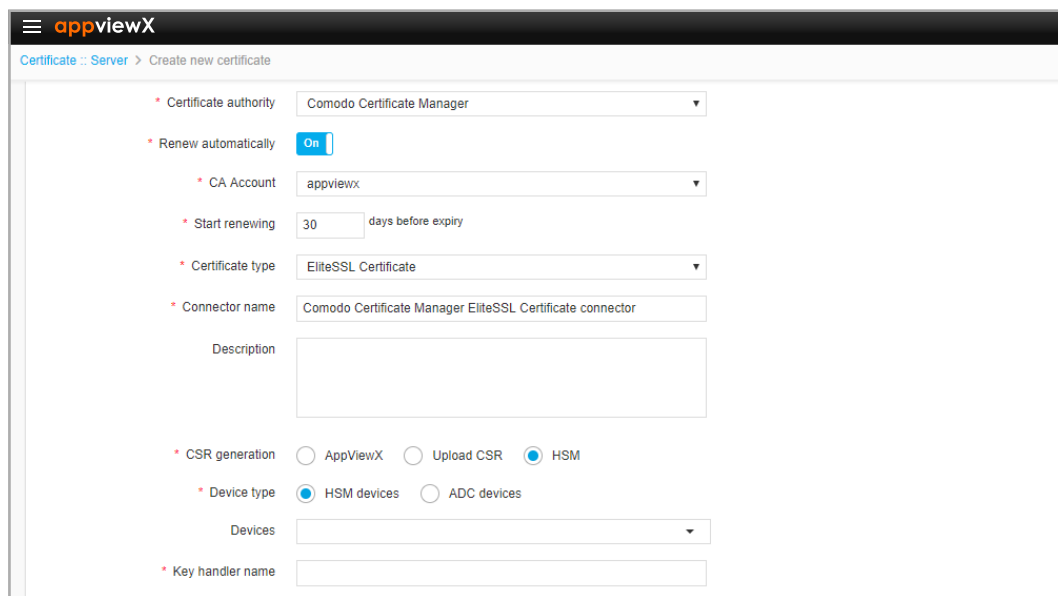 appviewX
Certificate :: Server > Create new certificate
* Certificate authority Comodo Certificate Manager
* Renew automatically On
* CA Account appviewx
* Start renewing 30 days before expiry
* Certificate type EliteSSL Certificate
* Connector name Comodo Certificate Manager EliteSSL Certificate connector
Description
* CSR generation AppViewX Upload CSR HSM
* Device type HSM devices ADC devices
Devices
* Key handler name